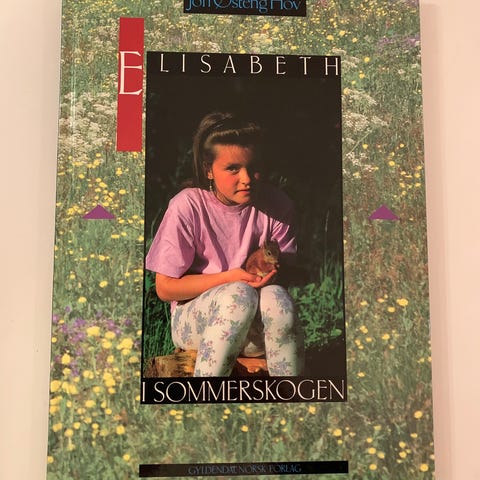 Jon Østeng Hov
ELISABETH
I SOMMERSKOGEN
GYLDENDAL NORSK FORLAG